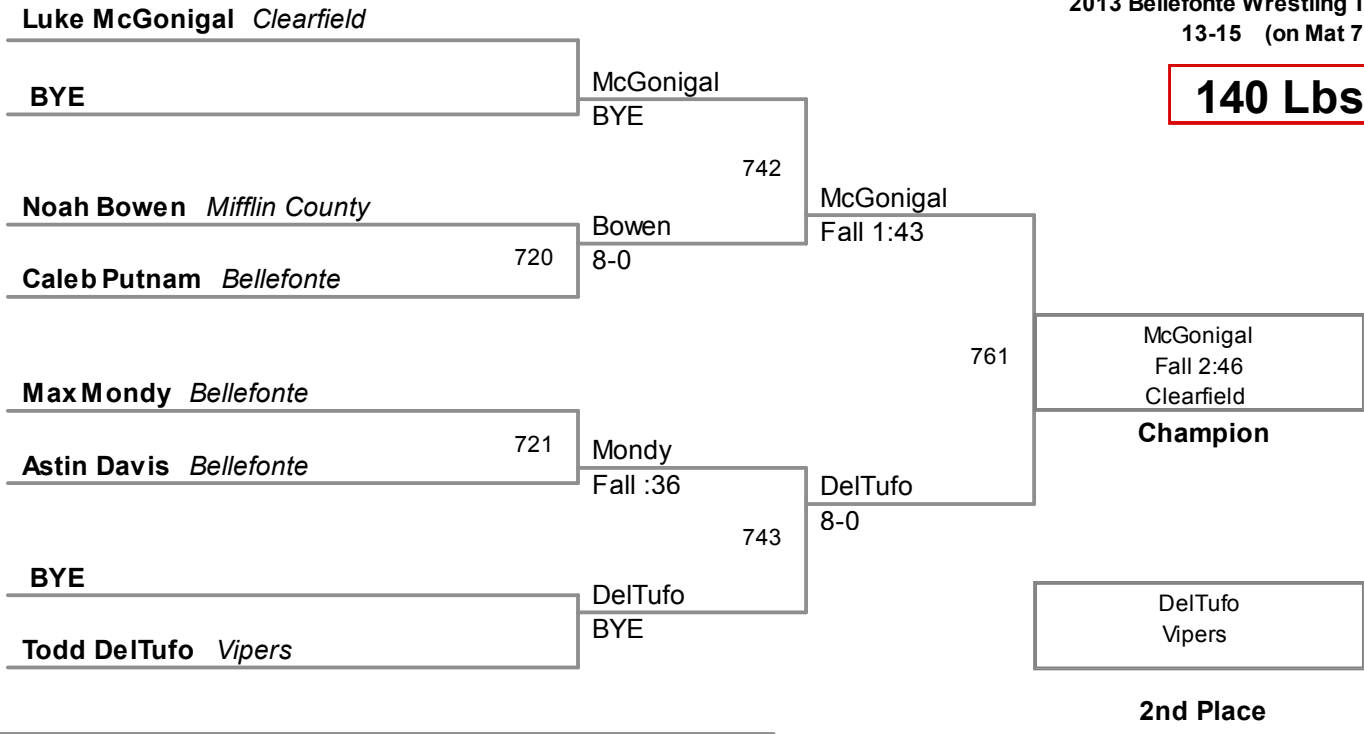 2013 Bellefonte Wrestling
13-15 (on Mat 7
140 Lbs
Luke McGonigal Clearfield
BYE
McGonigal
BYE
742
Noah Bowen Mifflin County
720
Caleb Putnam Bellefonte
Bowen
8-0
McGonigal
Fall 1:43
761
Max Mondy Bellefonte
721
Astin Davis Bellefonte
Mondy
Fall :36
743
BYE
Todd DelTufo Vipers
DelTufo
BYE
DelTufo
8-0
McGonigal
Fall 2:46
Clearfield
Champion
DelTufo
Vipers
2nd Place